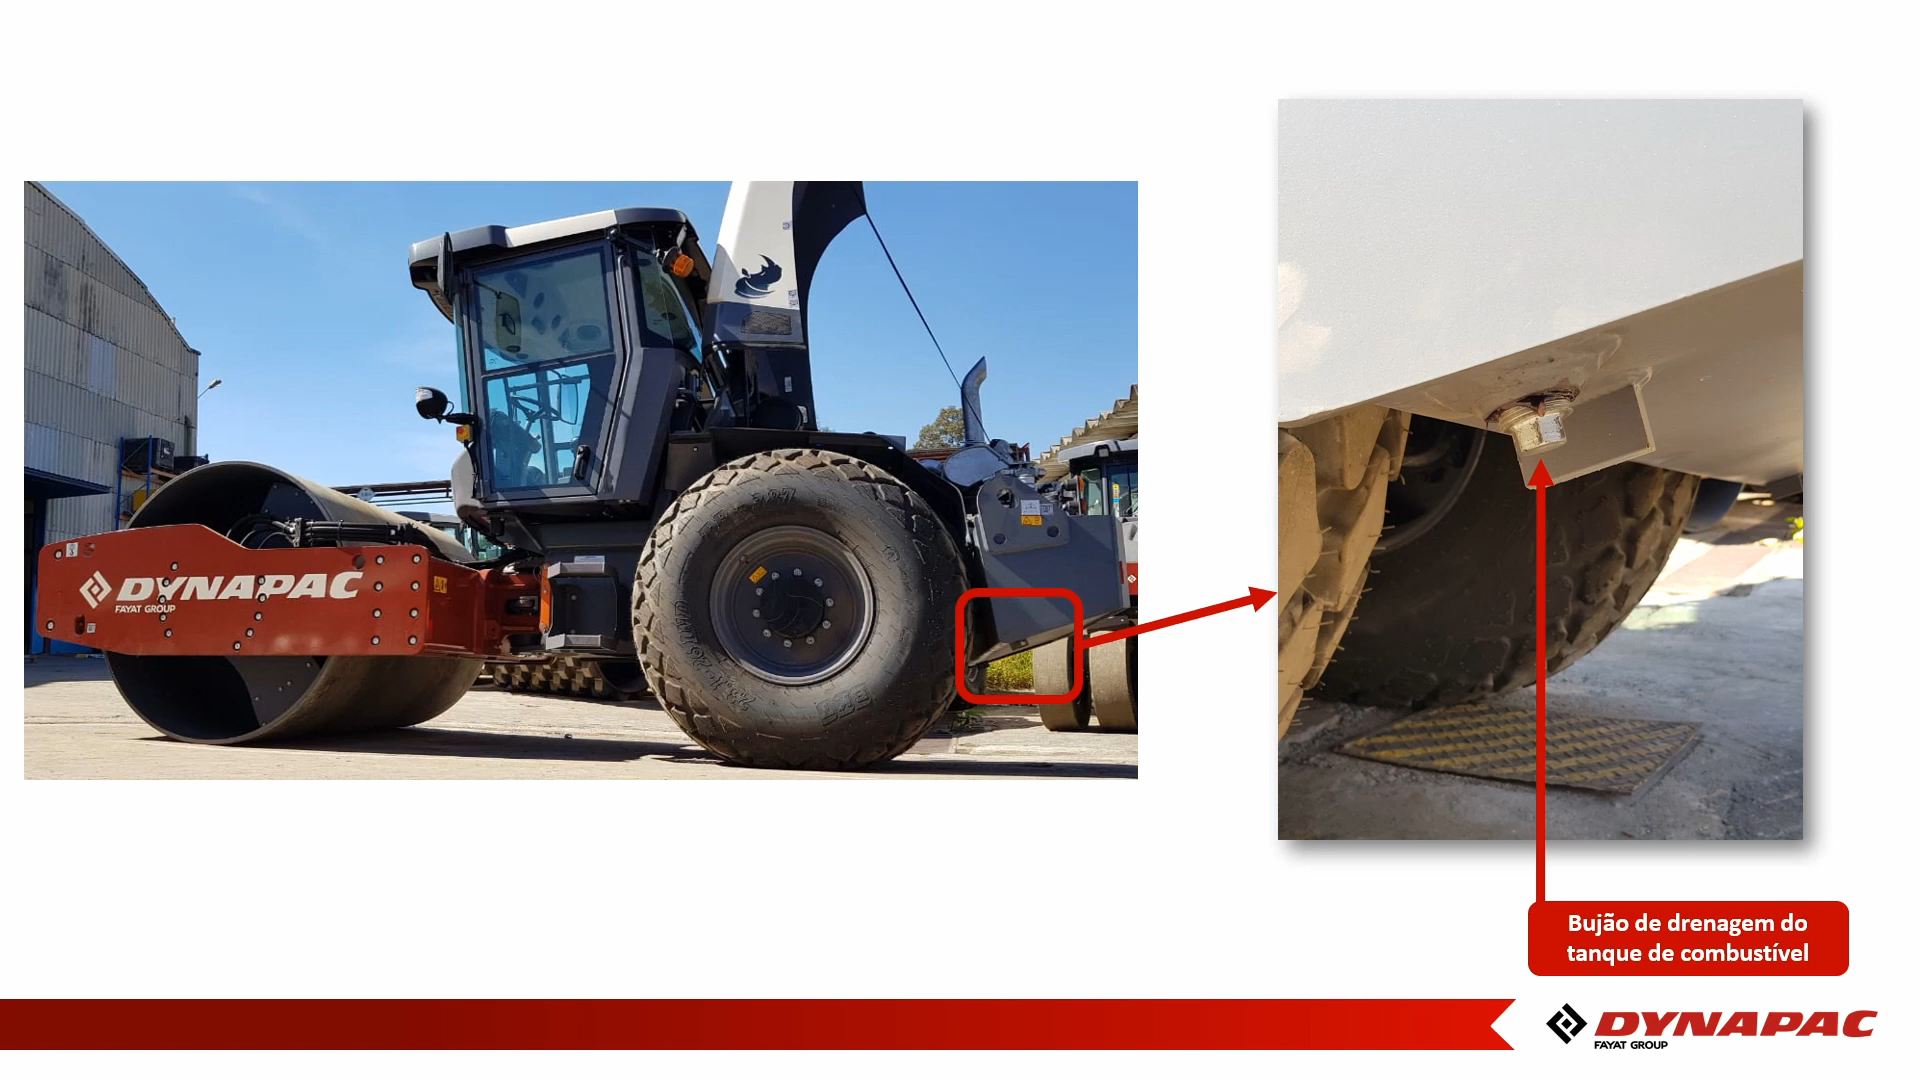 DYNAPAC
FAYAT GROUP
Bujão de drenagem do
tanque de combustível
DYNAPAC
FAYAT GROUP